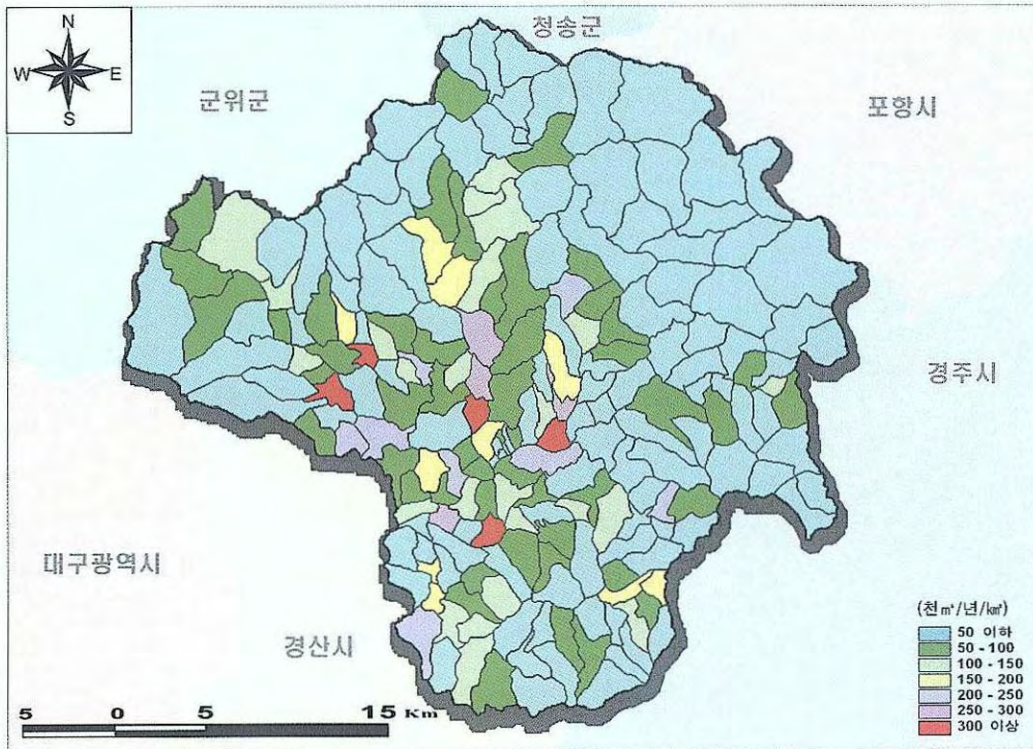 N
W E
S
청송군
군위군
포항시
경주시
대구광역시
경산시
(천㎥/년/㎢)
50 이하
50 - 100
100 - 150
150 - 200
200 - 250
250 - 300
300 이상
5 0 5 15 Km